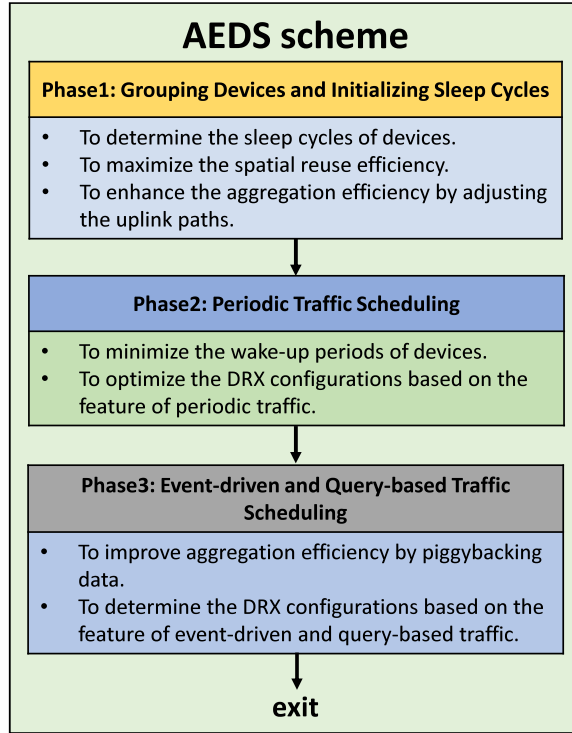 AEDS scheme
Phase1: Grouping Devices and Initializing Sleep Cycles
• To determine the sleep cycles of devices.
• To maximize the spatial reuse efficiency.
• To enhance the aggregation efficiency by adjusting
the uplink paths.
Phase2: Periodic Traffic Scheduling
• To minimize the wake-up periods of devices.
• To optimize the DRX configurations based on the
feature of periodic traffic.
Phase3: Event-driven and Query-based Traffic
Scheduling
• To improve aggregation efficiency by piggybacking
data.
• To determine the DRX configurations based on the
feature of event-driven and query-based traffic.
exit